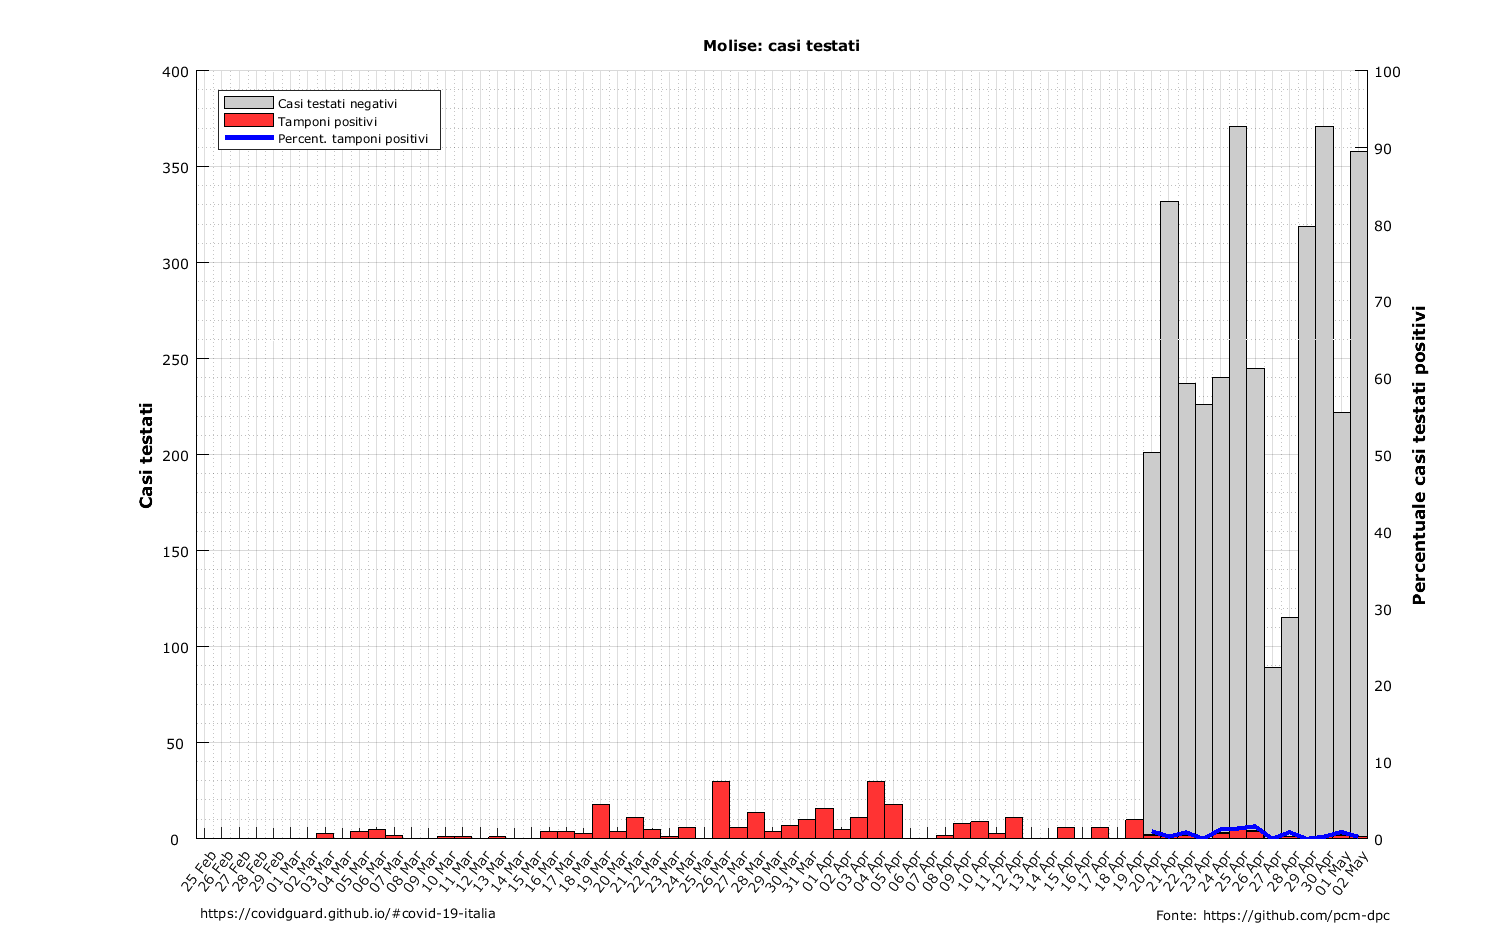 Molise: casi testati
400
350
300
250
200
150
100
50
0
Casi testati
Casi testati negativi
Tamponi positivi
Percent. tamponi positivi
100
90
80
70
60
50
40
30
20
10
0
Percentuale casi testati positivi
25 Feb
26 Feb
27 Feb
28 Feb
29 Feb
01 Mar
02 Mar
03 Mar
04 Mar
05 Mar
06 Mar
07 Mar
08 Mar
09 Mar
10 Mar
11 Mar
12 Mar
13 Mar
14 Mar
15 Mar
16 Mar
17 Mar
18 Mar
19 Mar
20 Mar
21 Mar
22 Mar
23 Mar
24 Mar
25 Mar
26 Mar
27 Mar
28 Mar
29 Mar
30 Mar
31 Mar
01 Apr
02 Apr
03 Apr
04 Apr
05 Apr
06 Apr
07 Apr
08 Apr
09 Apr
10 Apr
11 Apr
12 Apr
13 Apr
14 Apr
15 Apr
16 Apr
17 Apr
18 Apr
19 Apr
20 Apr
21 Apr
22 Apr
23 Apr
24 Apr
25 Apr
26 Apr
27 Apr
28 Apr
29 Apr
30 Apr
01 May
02 May
https://covidguard.github.io/#covid-19-italia
Fonte: https://github.com/pcm-dpc